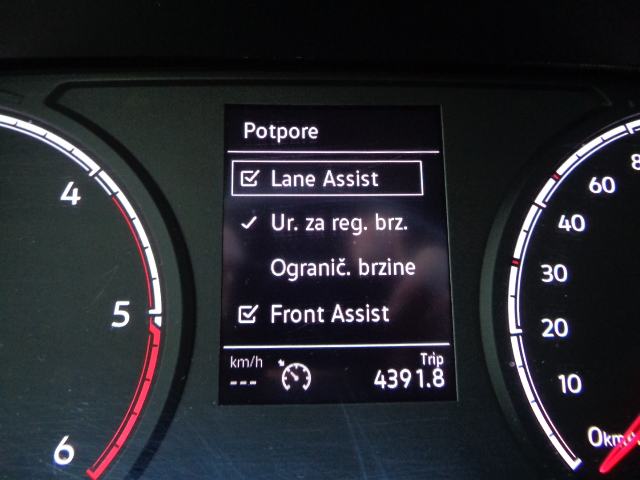 Potpore
Lane Assist
Ur. za reg. brz.
Ogranič. brzine
Front Assist
km/h
---
Trip
4391.8
4
5
6
8
60
40
30
20
10
0km/